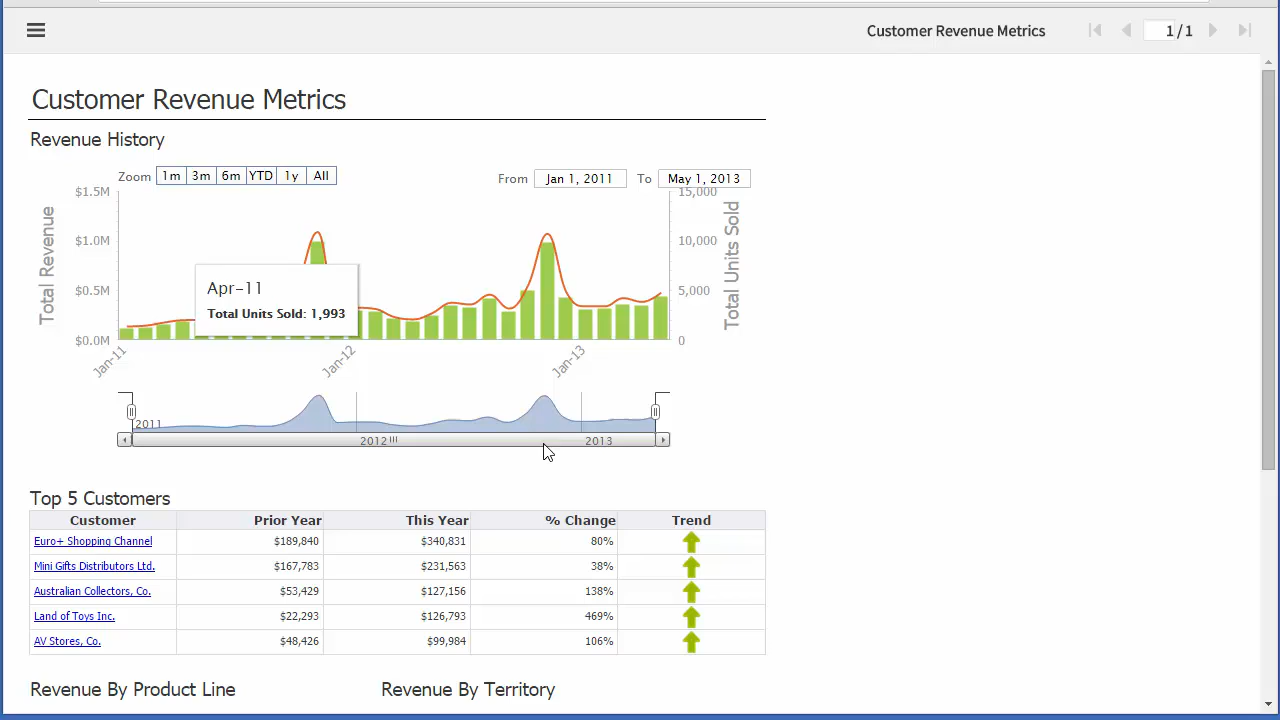 Customer Revenue Metrics 1 / 1
Customer Revenue Metrics
Revenue History
Zoom 1m 3m 6m YTD 1y All From Jan 1, 2011 To May 1, 2013
Total Revenue
$1.5M
$1.0M
$0.5M
$0.0M
15,000
10,000
5,000
0
Total Units Sold
Apr-11
Total Units Sold: 1,993
Jan-11 Jan-12 Jan-13
2011
2012 2013
Top 5 Customers
Customer Prior Year This Year % Change Trend
Euro+ Shopping Channel $189,840 $340,831 80%
Mini Gifts Distributors Ltd. $167,783 $231,563 38%
Australian Collectors, Co. $53,429 $127,156 138%
Land of Toys Inc. $22,293 $126,793 469%
AV Stores, Co. $48,426 $99,984 106%
Revenue By Product Line Revenue By Territory